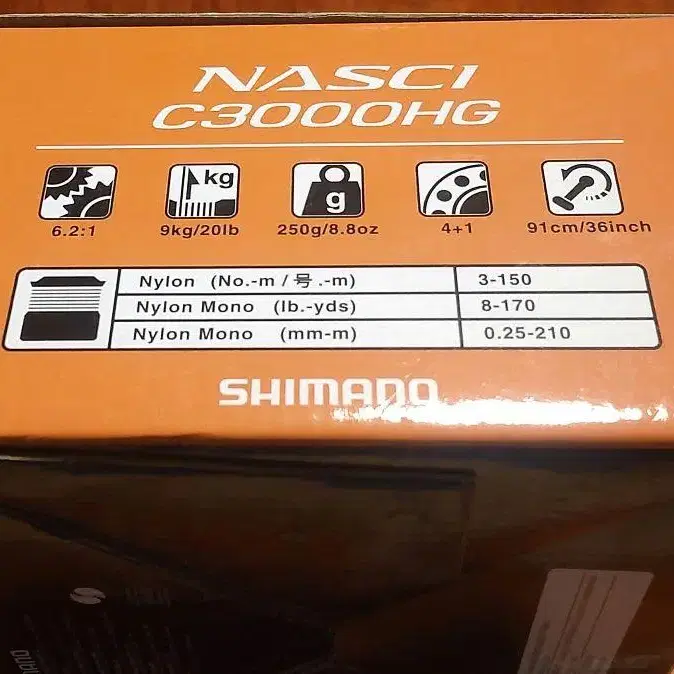 NASCI
C3000HG
kg
g
6.2:1 9kg/20lb 250g/8.8oz 4+1 91cm/36inch
Nylon (No.-m / 号 .-m) 3-150
Nylon Mono (lb.-yds) 8-170
Nylon Mono (mm-m) 0.25-210
SHIMANO